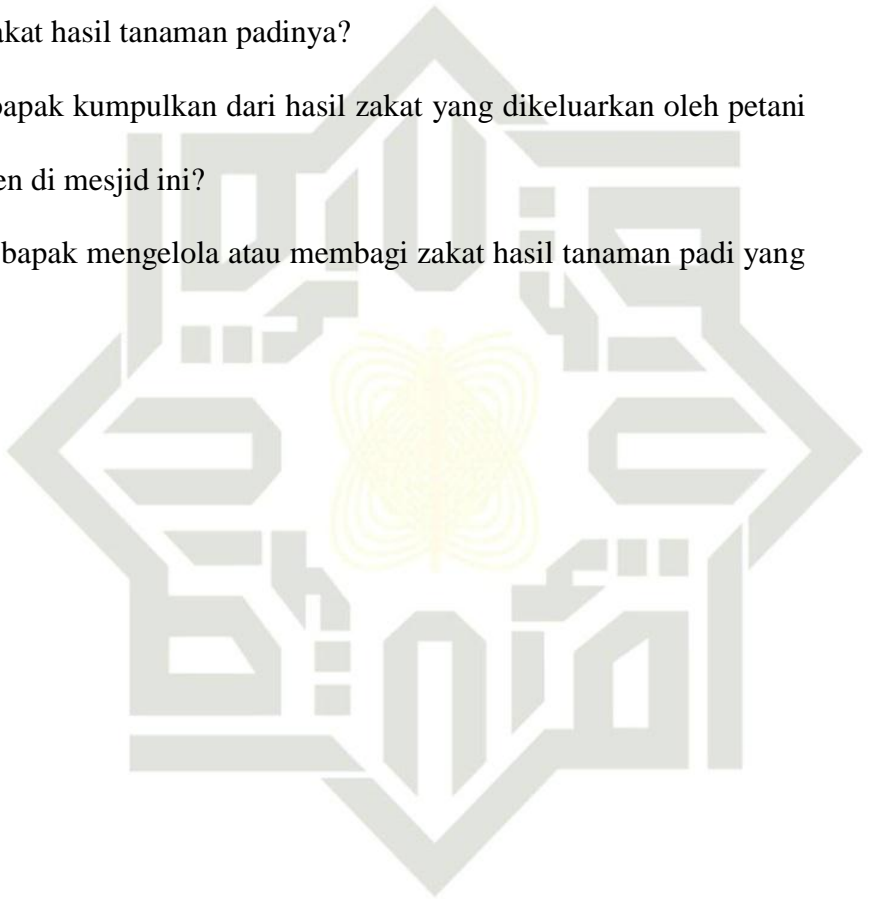 akat hasil tanaman padinya?
bapak kumpulkan dari hasil zakat yang dikeluarkan oleh petani
en di mesjid ini?
bapak mengelola atau membagi zakat hasil tanaman padi yang